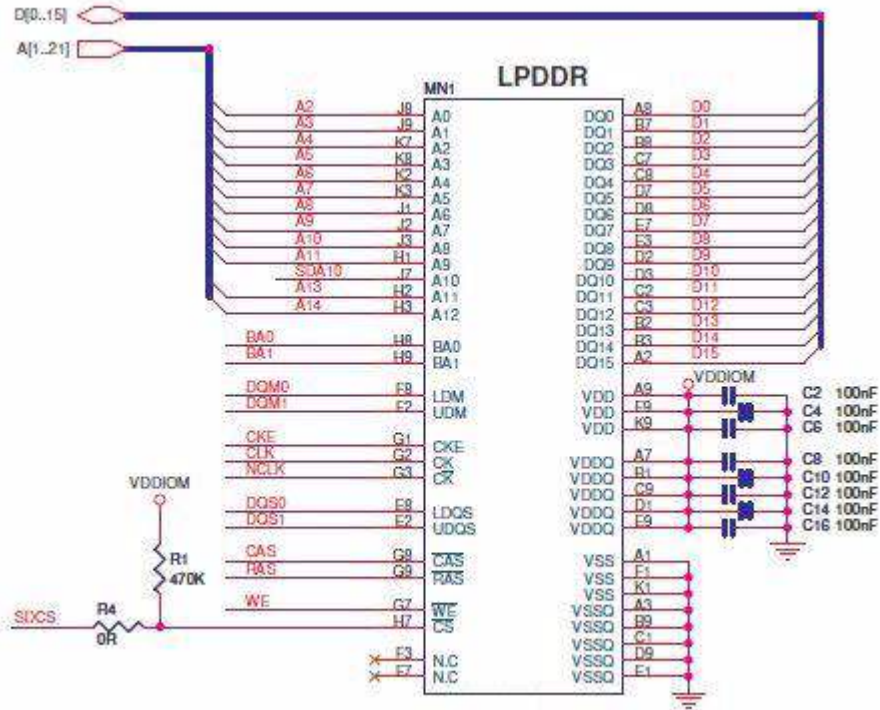 D[0..15]
A[1..21]
LPDDR
MN1
A2 J8 A0 DQ0 A8 D0
A3 J9 A1 DQ1 B7 D1
A4 K7 A2 DQ2 B8 D2
A5 K8 A3 DQ3 C7 D3
A6 K2 A4 DQ4 C8 D4
A7 K3 A5 DQ5 D7 D5
A8 J1 A6 DQ6 D8 D6
A9 J2 A7 DQ7 E7 D7
A10 J3 A8 DQ8 E3 D8
A11 H1 A9 DQ9 D2 D9
SDA10 J7 A10 DQ10 D3 D10
A13 H2 A11 DQ11 C2 D11
A14 H3 A12 DQ12 C3 D12
DQ13 B2 D13
BA0 H8 BA0 DQ14 B3 D14
BA1 H9 BA1 DQ15 A2 D15
VDDIOM
DQM0 F8 LDM VDD A9 C2 100nF
DQM1 F2 UDM VDD F9 C4 100nF
VDD K9 C6 100nF
CKE G1 CKE
CLK G2 CK VDDQ A7 C8 100nF
NCLK G3 CK VDDQ B1 C10 100nF
VDDQ C9 C12 100nF
DQS0 E8 LDQS VDDQ D1 C14 100nF
DQS1 E2 UDQS VDDQ E9 C16 100nF
VDDIOM
R1
470K
CAS G8 CAS VSS A1
RAS G9 RAS VSS F1
VSS K1
WE G7 WE VSSQ A3
SDCS R4 0R H7 CS VSSQ B9
VSSQ C1
F3 N.C VSSQ D9
F7 N.C VSSQ E1